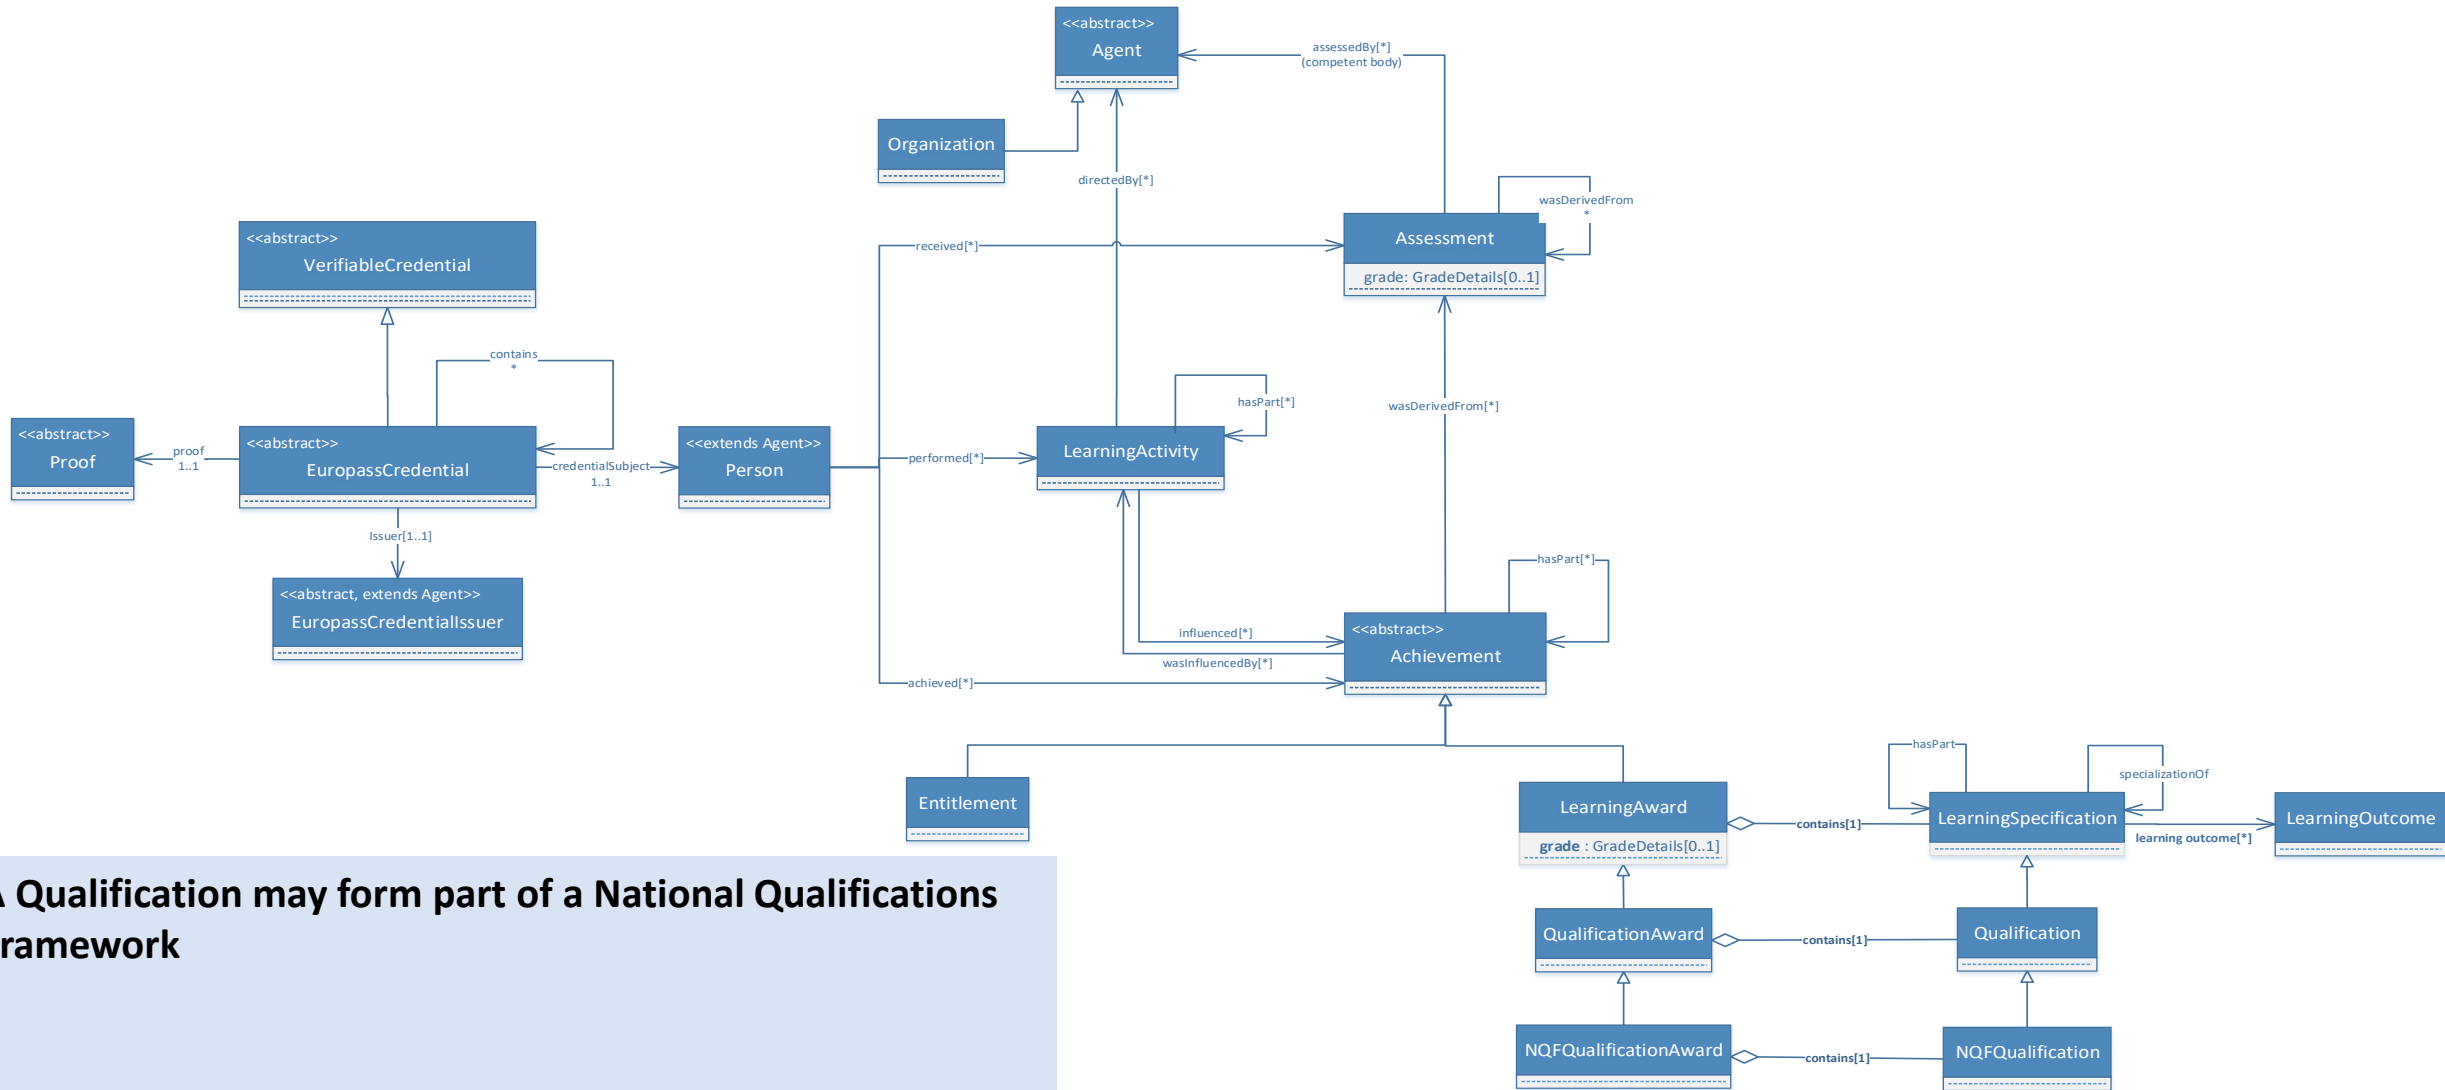 <<abstract>>
Agent
assessedBy[*]
(competent body)
Organization
directedBy[*]
wasDerivedFrom
*
<<abstract>>
VerifiableCredential
received[*]
Assessment
grade: GradeDetails[0..1]
contains
*
hasPart[*]
wasDerivedFrom[*]
<<abstract>>
Proof
proof
1..1
<<abstract>>
EuropassCredential
credentialSubject
1..1
<<extends Agent>>
Person
performed[*]
LearningActivity
Issuer[1..1]
<<abstract, extends Agent>>
EuropassCredentialIssuer
hasPart[*]
influenced[*]
wasInfluencedBy[*]
achieved[*]
<<abstract>>
Achievement
Entitlement
LearningAward
grade : GradeDetails[0..1]
contains[1]
hasPart
specializationOf
LearningSpecification
learning outcome[*]
LearningOutcome
A Qualification may form part of a National Qualifications
ramework
QualificationAward
contains[1]
Qualification
NQFQualificationAward
contains[1]
NQFQualification